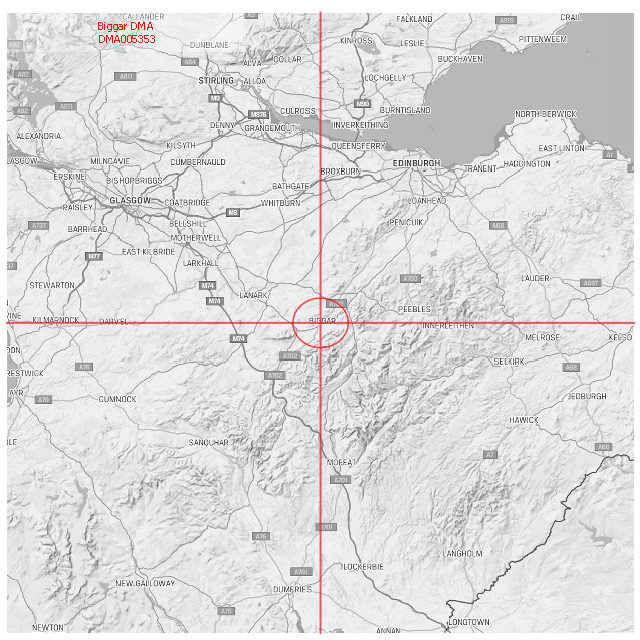 CALLANDER
Biggar DMA
DMA005353
FALKLAND
A915
CRAIL
KINROSS
LESLIE
PITTENWEEM
DUNBLANE
A84
ALVA
DOLLAR
BUCKHAVEN
STIRLING
ALLOA
LOCHGELLY
A811
M9
M90
A811
CULROSS
BURNTISLAND
M876
NORTH BERWICK
DENNY
GRANGEMOUTH
INVERKEITHING
ALEXANDRIA
KILSYTH
QUEENSFERRY
EAST LINTON
A1
LASGOW
MILNGAVIE
CUMBERNAULD
EDINBURGH
HADDINGTON
ERSKINE
BISHOPBRIGGS
BROXBURN
TRANENT
BATHGATE
PAISLEY
GLASGOW
COATBRIDGE
WHITBURN
LOANHEAD
M8
A737
BARRHEAD
BELLSHILL
PENICUIK
A68
MOTHERWELL
M77
EAST KILBRIDE
LARKHALL
STEWARTON
M74
A703
LAUDER
A697
LANARK
M74
PEEBLES
KILMARNOCK
DARVEL
BIGGAR
INNERLEITHEN
M74
MELROSE
KELSO
A702
SELKIRK
PRESTWICK
A76
A702
A68
AYR
A70
CUMNOCK
JEDBURGH
HAWICK
SANQUHAR
A7
A68
MOFFAT
A701
A701
A76
LANGHOLM
LOCKERBIE
A701
NEW GALLOWAY
DUMFRIES
A75
NEWTON
ANNAN
LONGTOWN